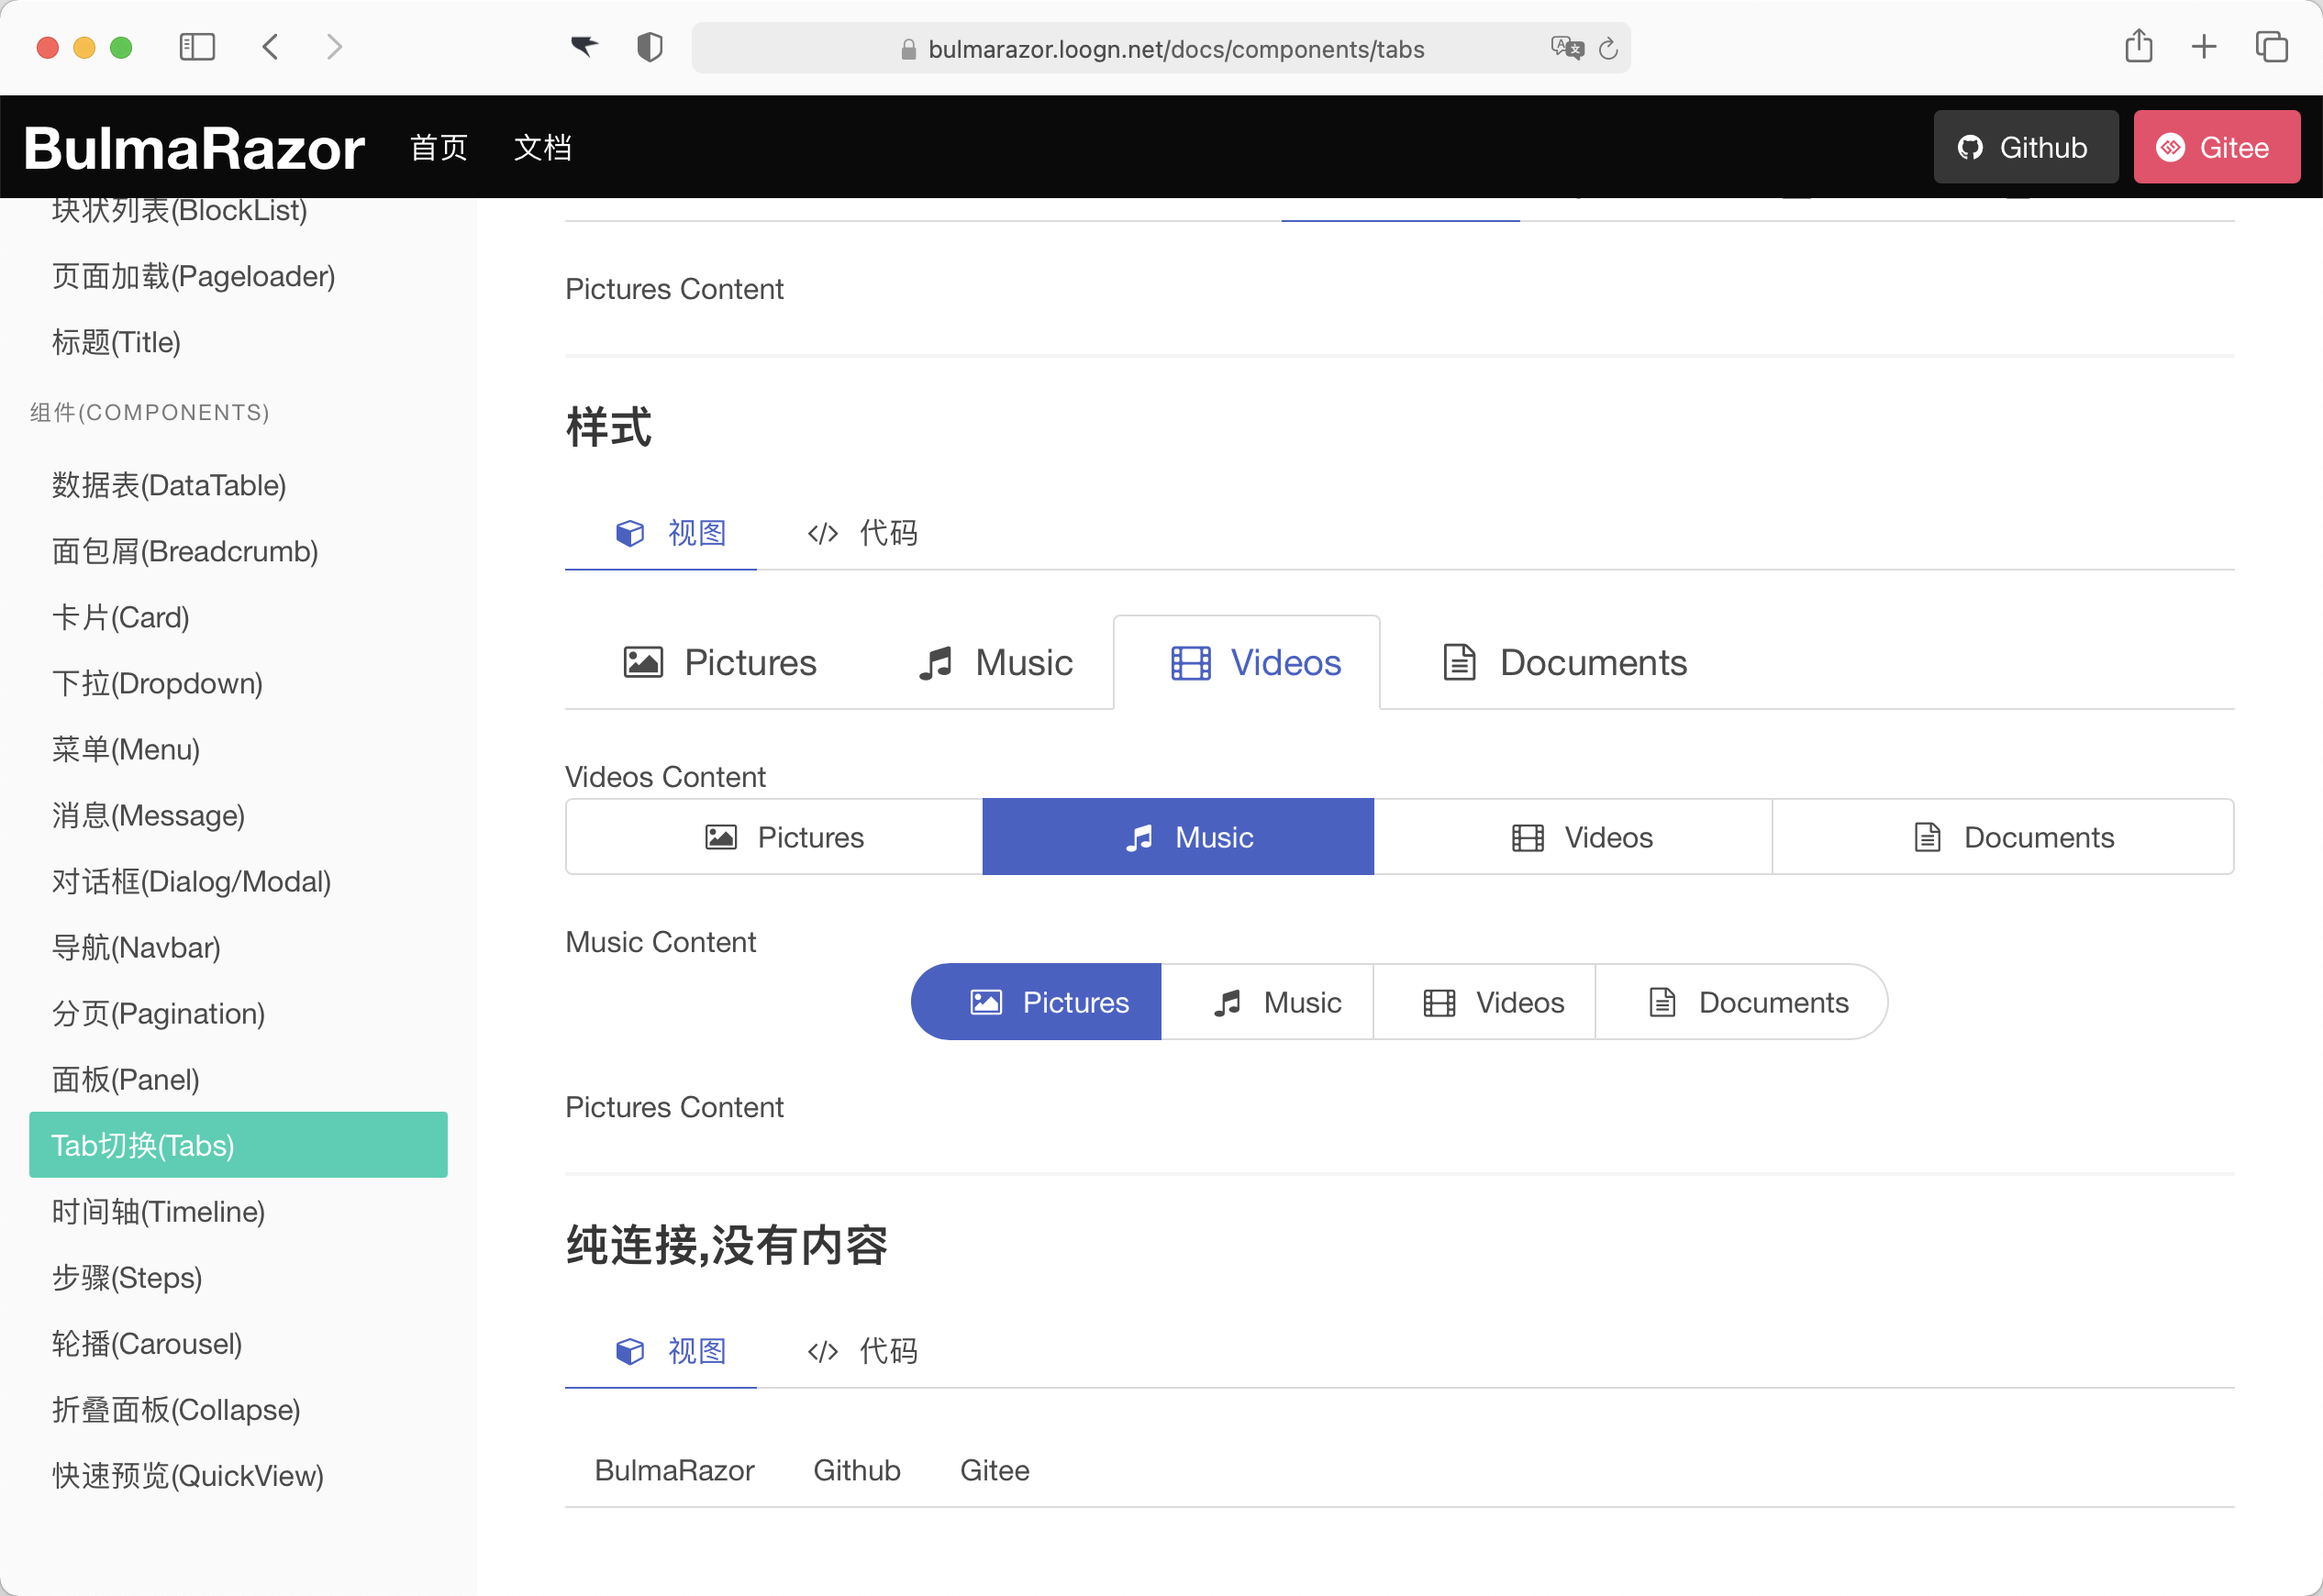 bulmarazor.loogn.net/docs/components/tabs
BulmaRazor 首页 文档 Github Gitee
块状列表(BlockList)
页面加载(Pageloader)
标题(Title)
组件(COMPONENTS)
数据表(DataTable)
面包屑(Breadcrumb)
卡片(Card)
下拉(Dropdown)
菜单(Menu)
消息(Message)
对话框(Dialog/Modal)
导航(Navbar)
分页(Pagination)
面板(Panel)
Tab切换(Tabs)
时间轴(Timeline)
步骤(Steps)
轮播(Carousel)
折叠面板(Collapse)
快速预览(QuickView)
Pictures Content
样式
视图 </> 代码
Pictures Music Videos Documents
Videos Content
Pictures Music Videos Documents
Music Content
Pictures Music Videos Documents
Pictures Content
纯连接,没有内容
视图 </> 代码
BulmaRazor Github Gitee